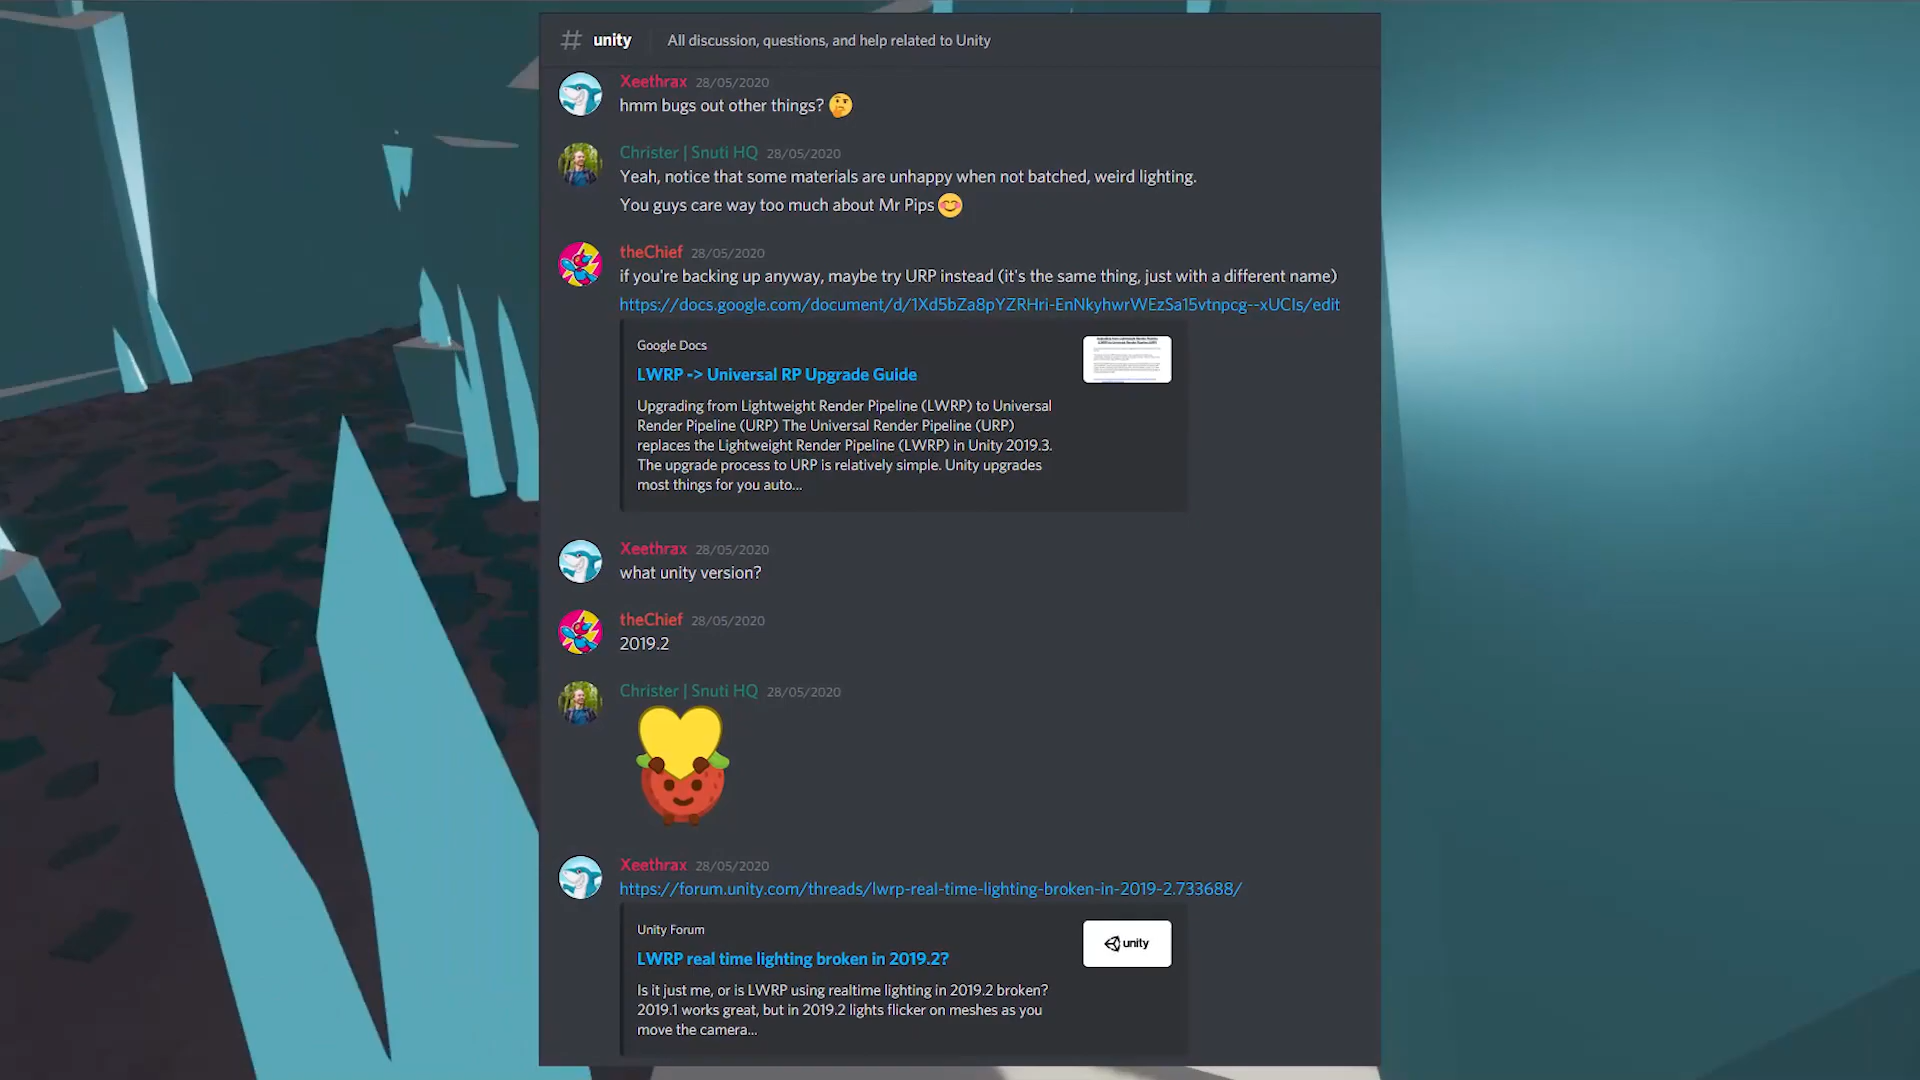 # unity All discussion, questions, and help related to Unity
Xeethrax 28/05/2020
hmm bugs out other things? 🤔
Christer | Snuti HQ 28/05/2020
Yeah, notice that some materials are unhappy when not batched, weird lighting.
You guys care way too much about Mr Pips 😊
theChief 28/05/2020
if you're backing up anyway, maybe try URP instead (it's the same thing, just with a different name)
https://docs.google.com/document/d/1Xd5bZa8pYZRHri-EnNkyhwrWEzSa15vtnpcg--xUCIs/edit
Google Docs
LWRP -> Universal RP Upgrade Guide
Upgrading from Lightweight Render Pipeline (LWRP) to Universal
Render Pipeline (URP) The Universal Render Pipeline (URP)
replaces the Lightweight Render Pipeline (LWRP) in Unity 2019.3.
The upgrade process to URP is relatively simple. Unity upgrades
most things for you auto...
Xeethrax 28/05/2020
what unity version?
theChief 28/05/2020
2019.2
Christer | Snuti HQ 28/05/2020
Xeethrax 28/05/2020
https://forum.unity.com/threads/lwrp-real-time-lighting-broken-in-2019-2.733688/
Unity Forum
unity
LWRP real time lighting broken in 2019.2?
Is it just me, or is LWRP using realtime lighting in 2019.2 broken?
2019.1 works great, but in 2019.2 lights flicker on meshes as you
move the camera...